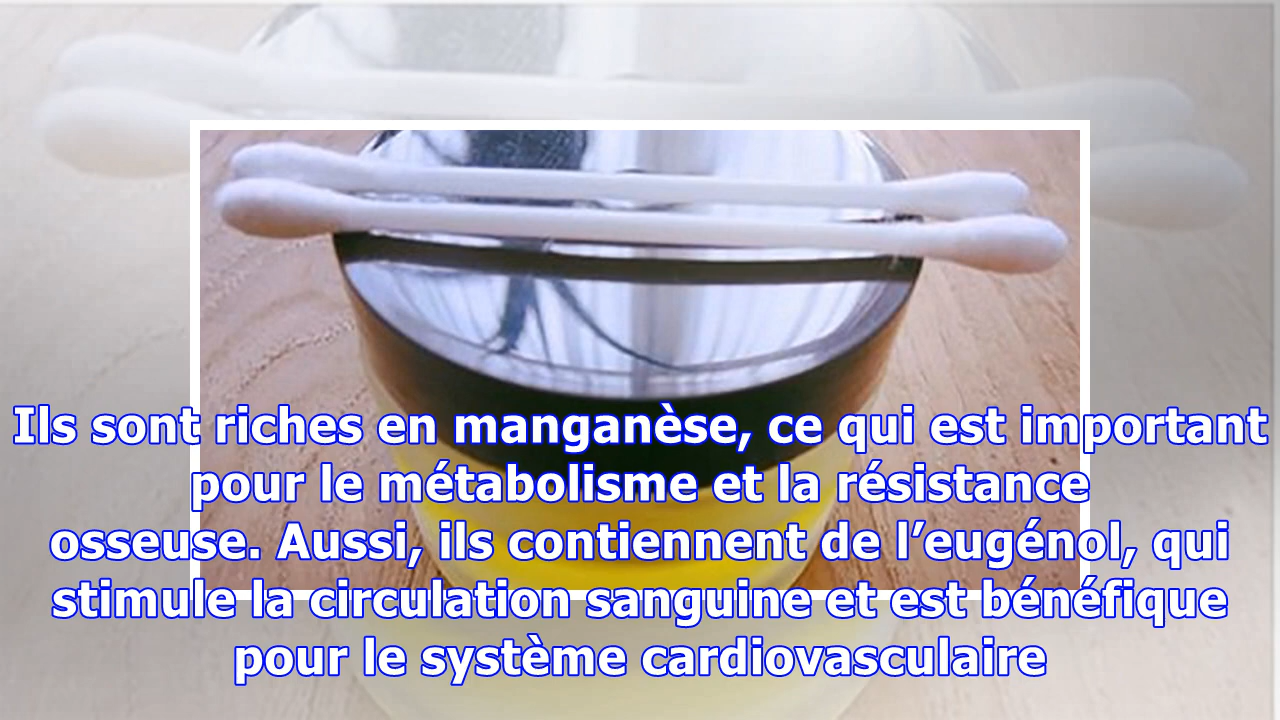 Ils sont riches en manganèse, ce qui est important
pour le métabolisme et la résistance
osseuse. Aussi, ils contiennent de l’eugénol, qui
stimule la circulation sanguine et est bénéfique
pour le système cardiovasculaire